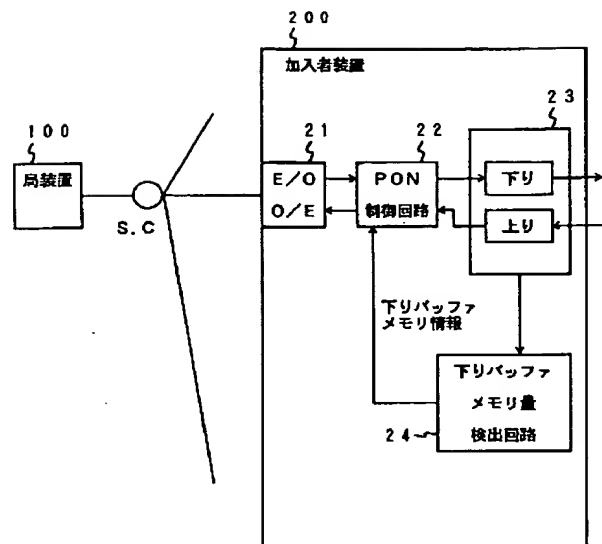 200
加入者装置
23
100
21
22
局装置
E/O
PON
下り
O/E
制御回路
上り
S.C
下りバッファ
メモリ情報
下りバッファ
メモリ量
24
検出回路